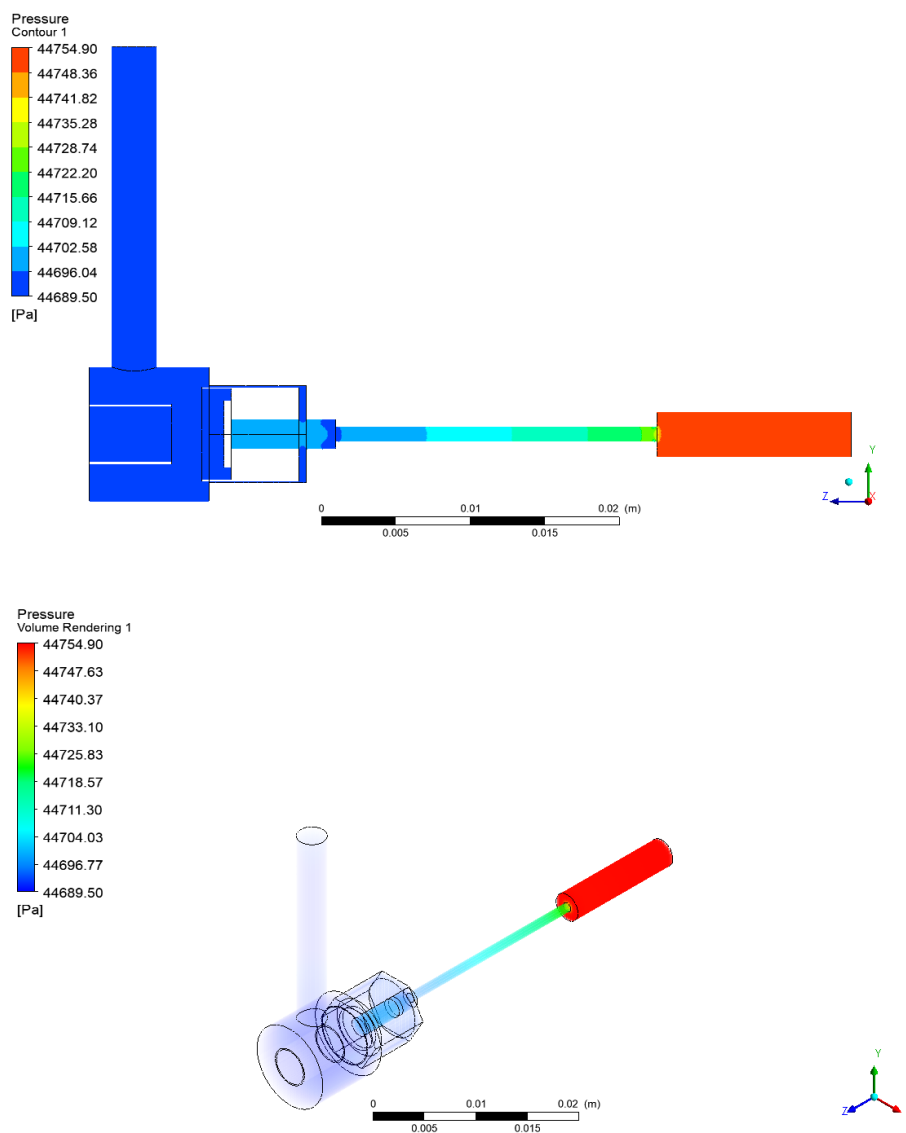 Pressure
Contour 1
44754.90
44748.36
44741.82
44735.28
44728.74
44722.20
44715.66
44709.12
44702.58
44696.04
44689.50
[Pa]
Y
Z
X
0 0.01 0.02 (m)
0.005 0.015
Pressure
Volume Rendering 1
44754.90
44747.63
44740.37
44733.10
44725.83
44718.57
44711.30
44704.03
44696.77
44689.50
[Pa]
Y
Z
0 0.01 0.02 (m)
0.005 0.015